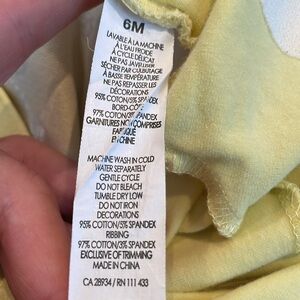 6M
LAVABLE À LA MACHINE
À L'EAU FROIDE
À CYCLE DÉLICAT
NE PAS JAVELLISER
SÉCHER PAR CULBUTAGE
À BASSE TEMPÉRATURE
NE PAS REPASSER LES
DÉCORATIONS
95% COTON/5% SPANDEX
BORD-CÔTE
97% COTON/3% SPANDEX
GARNITURES NON COMPRISES
FABRIQUÉ
EN CHINE
MACHINE WASH IN COLD
WATER SEPARATELY
GENTLE CYCLE
DO NOT BLEACH
TUMBLE DRY LOW
DO NOT IRON
DECORATIONS
95% COTTON/5% SPANDEX
RIBBING
97% COTTON/3% SPANDEX
EXCLUSIVE OF TRIMMING
MADE IN CHINA
CA 28934 / RN 111 433